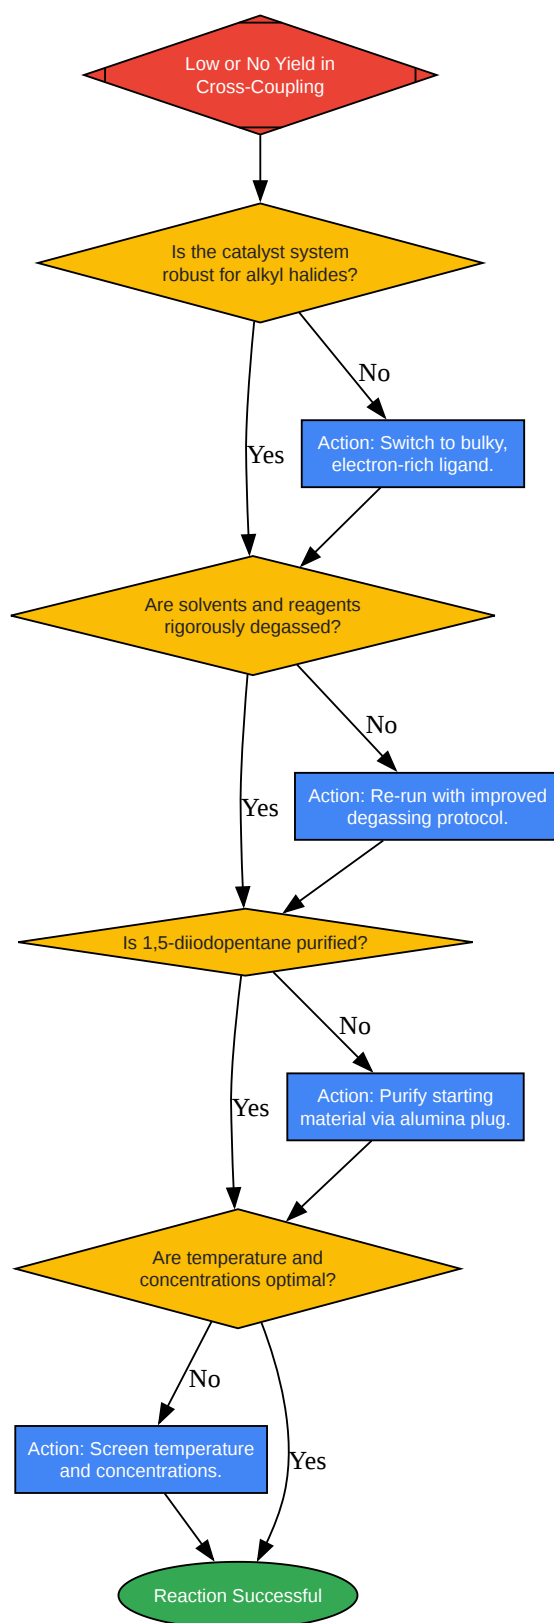 Low or No Yield in
Cross-Coupling
Is the catalyst system
robust for alkyl halides?
No
Yes
Action: Switch to bulky,
electron-rich ligand.
Are solvents and reagents
rigorously degassed?
No
Yes
Action: Re-run with improved
degassing protocol.
Is 1,5-diiodopentane purified?
No
Yes
Action: Purify starting
material via alumina plug.
Are temperature and
concentrations optimal?
No
Yes
Action: Screen temperature
and concentrations.
Reaction Successful